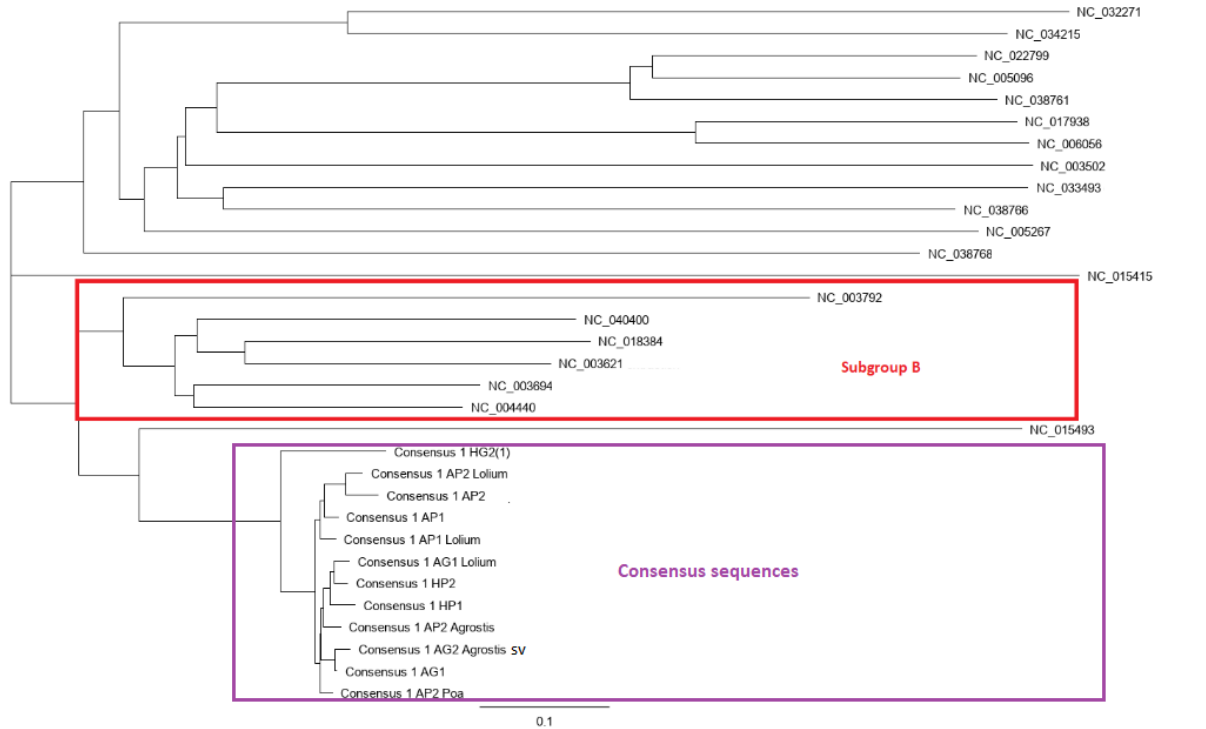 NC_032271
NC_034215
NC_022799
NC_005096
NC_038761
NC_017938
NC_006056
NC_003502
NC_033493
NC_038766
NC_005267
NC_038768
NC_015415
NC_003792
NC_040400
NC_018384
NC_003621
Subgroup B
NC_003694
NC_004440
NC_015493
Consensus 1 HG2(1)
Consensus 1 AP2 Lolium
Consensus 1 AP2
Consensus 1 AP1
Consensus 1 AP1 Lolium
Consensus 1 AG1 Lolium
Consensus sequences
Consensus 1 HP2
Consensus 1 HP1
Consensus 1 AP2 Agrostis
Consensus 1 AG2 Agrostis SV
Consensus 1 AG1
Consensus 1 AP2 Poa
0.1